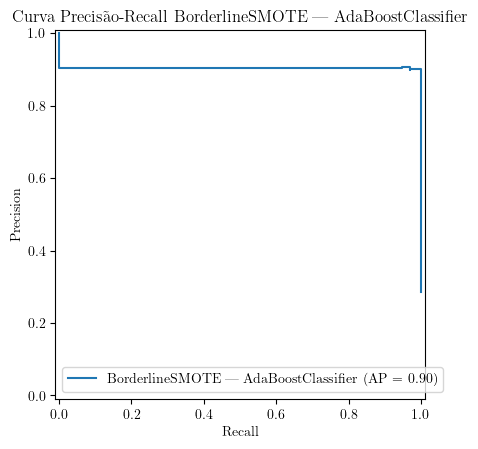 Curva Precisão-Recall BorderlineSMOTE — AdaBoostClassifier
1.0
0.8
0.6
0.4
0.2
0.0
Precision
BorderlineSMOTE — AdaBoostClassifier (AP = 0.90)
0.0 0.2 0.4 0.6 0.8 1.0
Recall